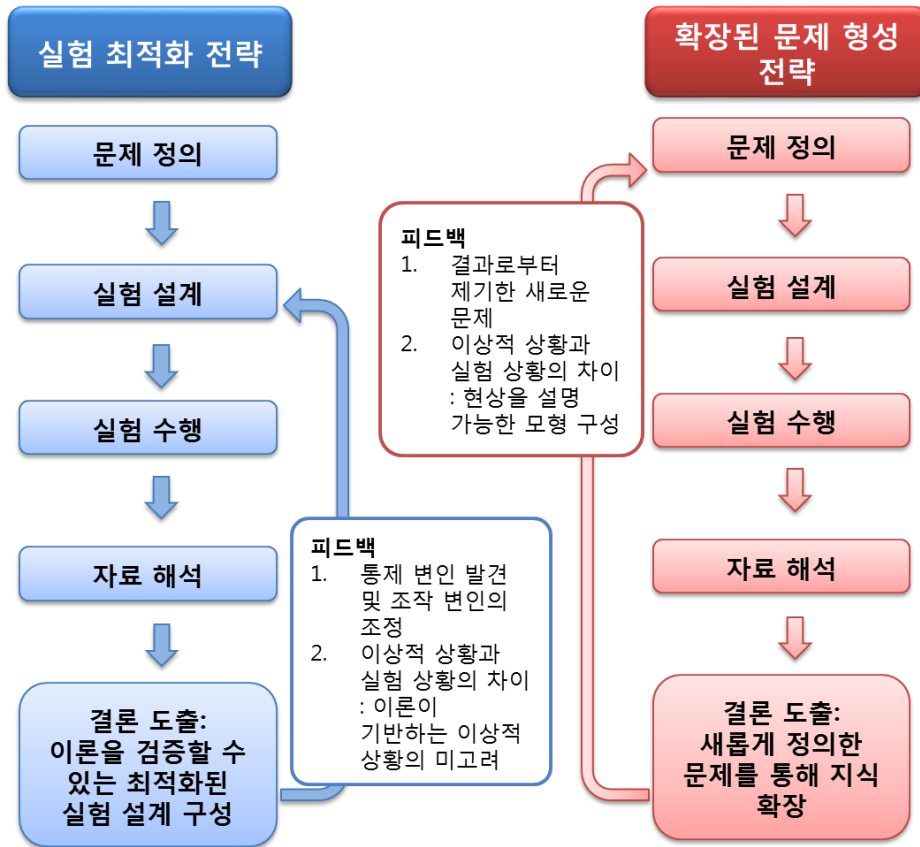 실험 최적화 전략
문제 정의
실험 설계
실험 수행
자료 해석
결론 도출:
이론을 검증할 수
있는 최적화된
실험 설계 구성
피드백
1. 통제 변인 발견
및 조작 변인의
조정
2. 이상적 상황과
실험 상황의 차이
: 이론이
기반하는 이상적
상황의 미고려
확장된 문제 형성
전략
문제 정의
실험 설계
실험 수행
자료 해석
결론 도출:
새롭게 정의한
문제를 통해 지식
확장
피드백
1. 결과로부터
제기한 새로운
문제
2. 이상적 상황과
실험 상황의 차이
: 현상을 설명
가능한 모형 구성